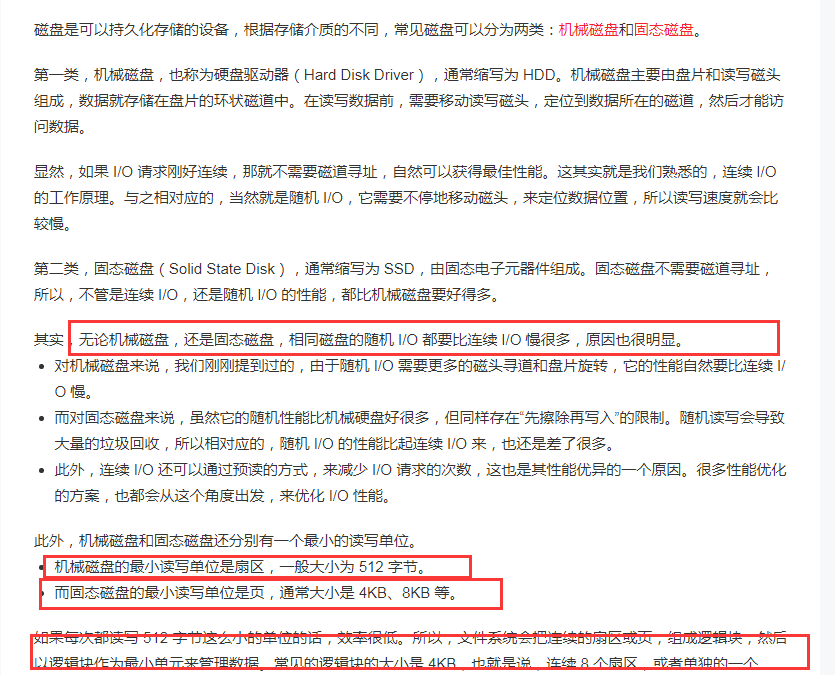 磁盘是可以持久化存储的设备，根据存储介质的不同，常见磁盘可以分为两类：机械磁盘和固态磁盘。
第一类，机械磁盘，也称为硬盘驱动器（Hard Disk Driver），通常缩写为 HDD。机械磁盘主要由盘片和读写磁头
组成，数据就存储在盘片的环状磁道中。在读写数据前，需要移动读写磁头，定位到数据所在的磁道，然后才能访
问数据。
显然，如果 I/O 请求刚好连续，那就不需要磁道寻址，自然可以获得最佳性能。这其实就是我们熟悉的，连续 I/O
的工作原理。与之相对应的，当然就是随机 I/O，它需要不停地移动磁头，来定位数据位置，所以读写速度就会比
较慢。
第二类，固态磁盘（Solid State Disk），通常缩写为 SSD，由固态电子元器件组成。固态磁盘不需要磁道寻址，
所以，不管是连续 I/O，还是随机 I/O 的性能，都比机械磁盘要好得多。
其实，无论机械磁盘，还是固态磁盘，相同磁盘的随机 I/O 都要比连续 I/O 慢很多，原因也很明显。
• 对机械磁盘来说，我们刚刚提到过的，由于随机 I/O 需要更多的磁头寻道和盘片旋转，它的性能自然要比连续 I/
O 慢。
• 而对固态磁盘来说，虽然它的随机性能比机械硬盘好很多，但同样存在“先擦除再写入”的限制。随机读写会导致
大量的垃圾回收，所以相对应的，随机 I/O 的性能比起连续 I/O 来，也还是差了很多。
• 此外，连续 I/O 还可以通过预读的方式，来减少 I/O 请求的次数，这也是其性能优异的一个原因。很多性能优化
的方案，也都会从这个角度出发，来优化 I/O 性能。
此外，机械磁盘和固态磁盘还分别有一个最小的读写单位。
• 机械磁盘的最小读写单位是扇区，一般大小为 512 字节。
• 而固态磁盘的最小读写单位是页，通常大小是 4KB、8KB 等。
如果每次都读写 512 字节这么小的单位的话，效率很低。所以，文件系统会把连续的扇区或页，组成逻辑块，然后
以逻辑块作为最小单元来管理数据。常见的逻辑块的大小是 4KB，也就是说，连续 8 个扇区，或者单独的一个